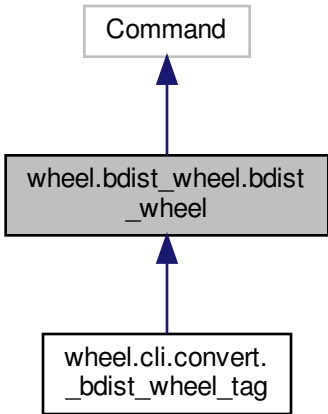 Command
wheel.bdist_wheel.bdist
_wheel
wheel.cli.convert.
_bdist_wheel_tag